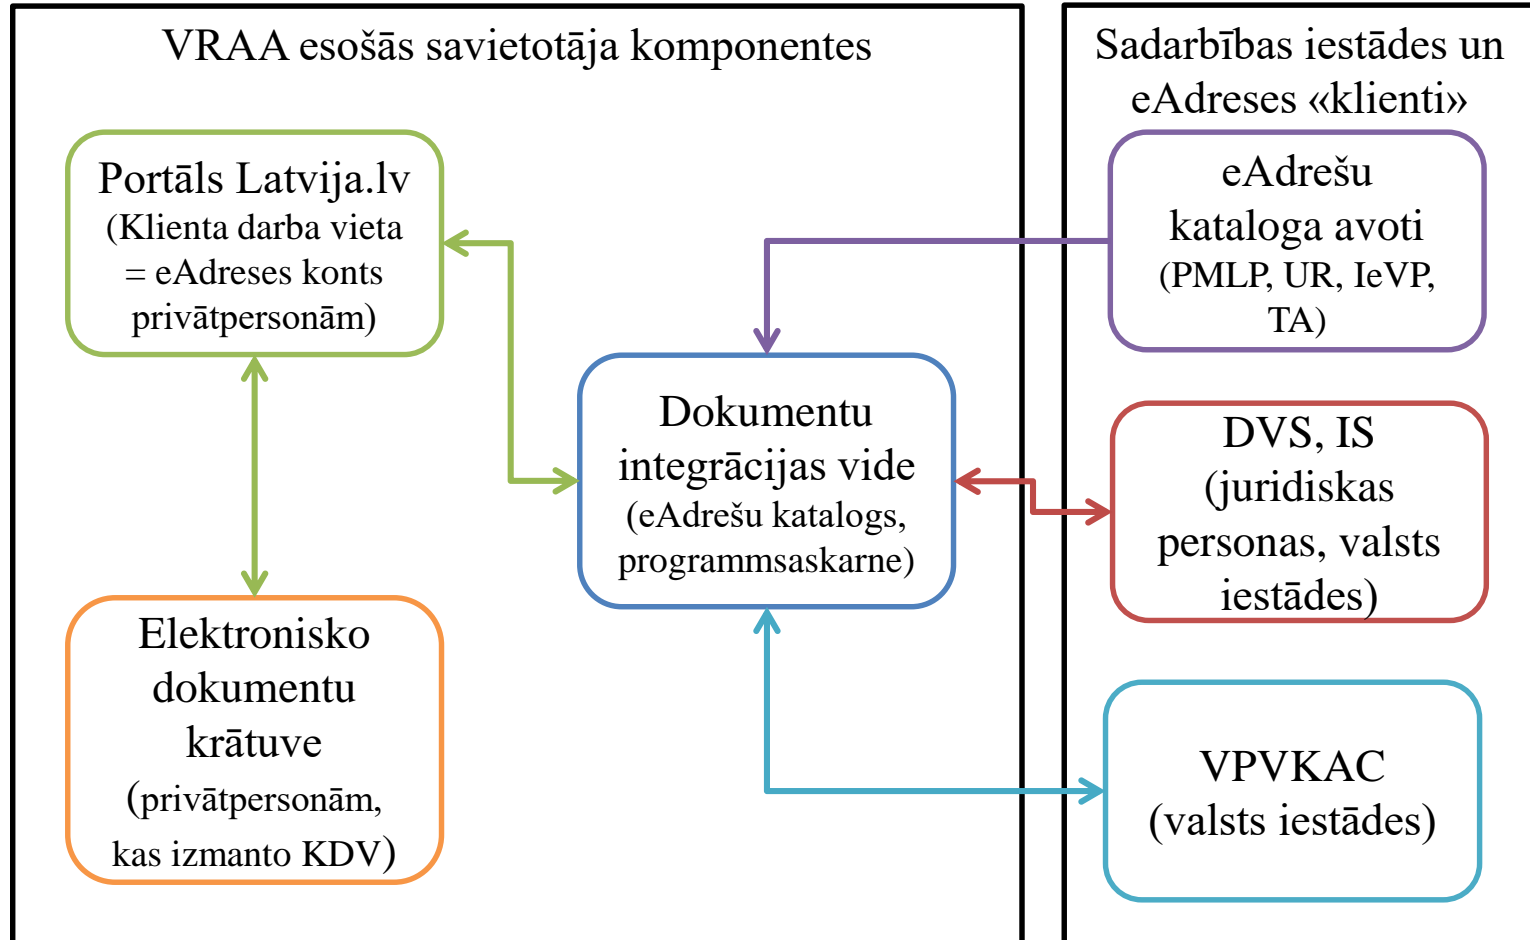 VRAA esošās savietotāja komponentes
Portāls Latvija.lv
(Klienta darba vieta
= eAdreses konts
privātpersonām)
Elektronisko
dokumentu
krātuve
(privātpersonām,
kas izmanto KDV)
Dokumentu
integrācijas vide
(eAdrešu katalogs,
programmsaskarne)
Sadarbības iestādes un
eAdreses «klienti»
eAdrešu
kataloga avoti
(PMLP, UR, IeVP,
TA)
DVS, IS
(juridiskas
personas, valsts
iestādes)
VPVKAC
(valsts iestādes)